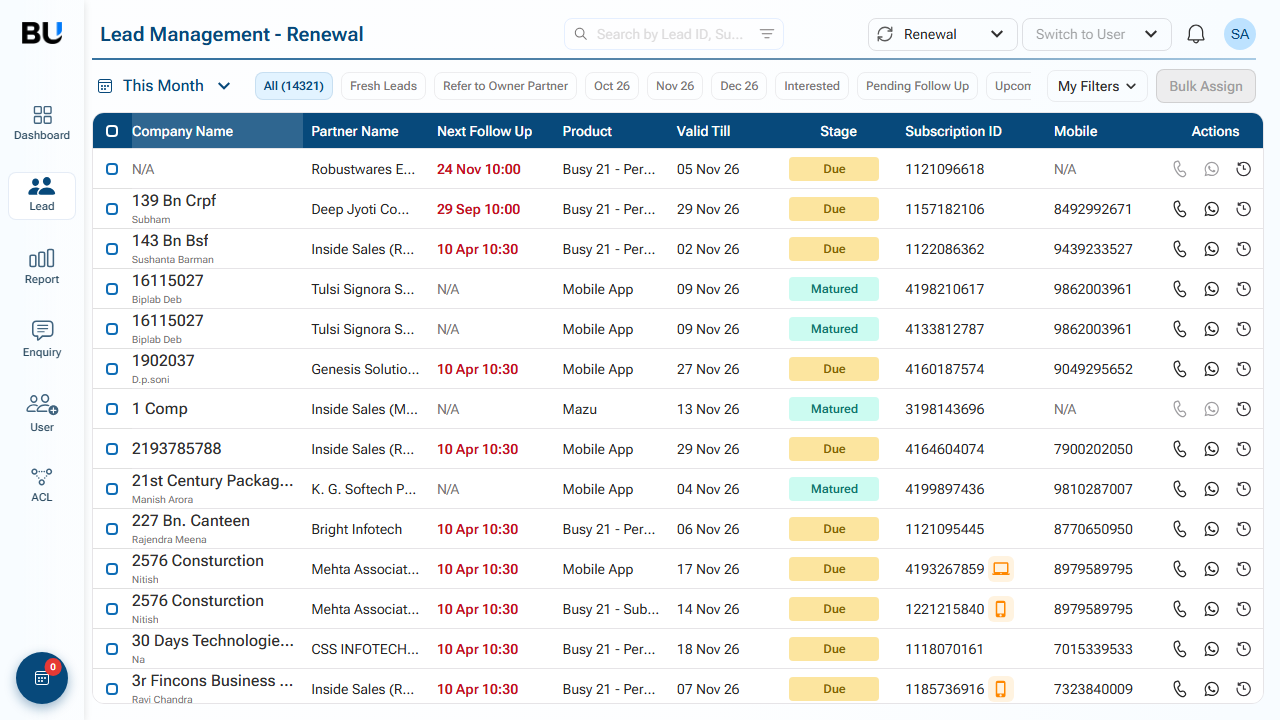 BU
Lead Management - Renewal
Search by Lead ID, Su...
Renewal
Switch to User
SA
This Month
All (14321)
Fresh Leads
Refer to Owner Partner
Oct 26
Nov 26
Dec 26
Interested
Pending Follow Up
Upcom
My Filters
Bulk Assign
Dashboard
Lead
Report
Enquiry
User
ACL
0
Company Name Partner Name Next Follow Up Product Valid Till Stage Subscription ID Mobile Actions
N/A Robustwares E... 24 Nov 10:00 Busy 21 - Per... 05 Nov 26 Due 1121096618 N/A
139 Bn Crpf Deep Jyoti Co... 29 Sep 10:00 Busy 21 - Per... 29 Nov 26 Due 1157182106 8492992671
Subham
143 Bn Bsf Inside Sales (R... 10 Apr 10:30 Busy 21 - Per... 02 Nov 26 Due 1122086362 9439233527
Sushanta Barman
16115027 Tulsi Signora S... N/A Mobile App 09 Nov 26 Matured 4198210617 9862003961
Biplab Deb
16115027 Tulsi Signora S... N/A Mobile App 09 Nov 26 Matured 4133812787 9862003961
Biplab Deb
1902037 Genesis Solutio... 10 Apr 10:30 Mobile App 27 Nov 26 Due 4160187574 9049295652
D.p.soni
1 Comp Inside Sales (M... N/A Mazu 13 Nov 26 Matured 3198143696 N/A
2193785788 Inside Sales (R... 10 Apr 10:30 Mobile App 29 Nov 26 Due 4164604074 7900202050
21st Century Packag... K. G. Softech P... N/A Mobile App 04 Nov 26 Matured 4199897436 9810287007
Manish Arora
227 Bn. Canteen Bright Infotech 10 Apr 10:30 Busy 21 - Per... 06 Nov 26 Due 1121095445 8770650950
Rajendra Meena
2576 Consturction Mehta Associat... 10 Apr 10:30 Mobile App 17 Nov 26 Due 4193267859 8979589795
Nitish
2576 Consturction Mehta Associat... 10 Apr 10:30 Busy 21 - Sub... 14 Nov 26 Due 1221215840 8979589795
Nitish
30 Days Technologie... CSS INFOTECH... 10 Apr 10:30 Busy 21 - Per... 18 Nov 26 Due 1118070161 7015339533
Na
3r Fincons Business ... Inside Sales (R... 10 Apr 10:30 Busy 21 - Per... 07 Nov 26 Due 1185736916 7323840009
Ravi Chandra